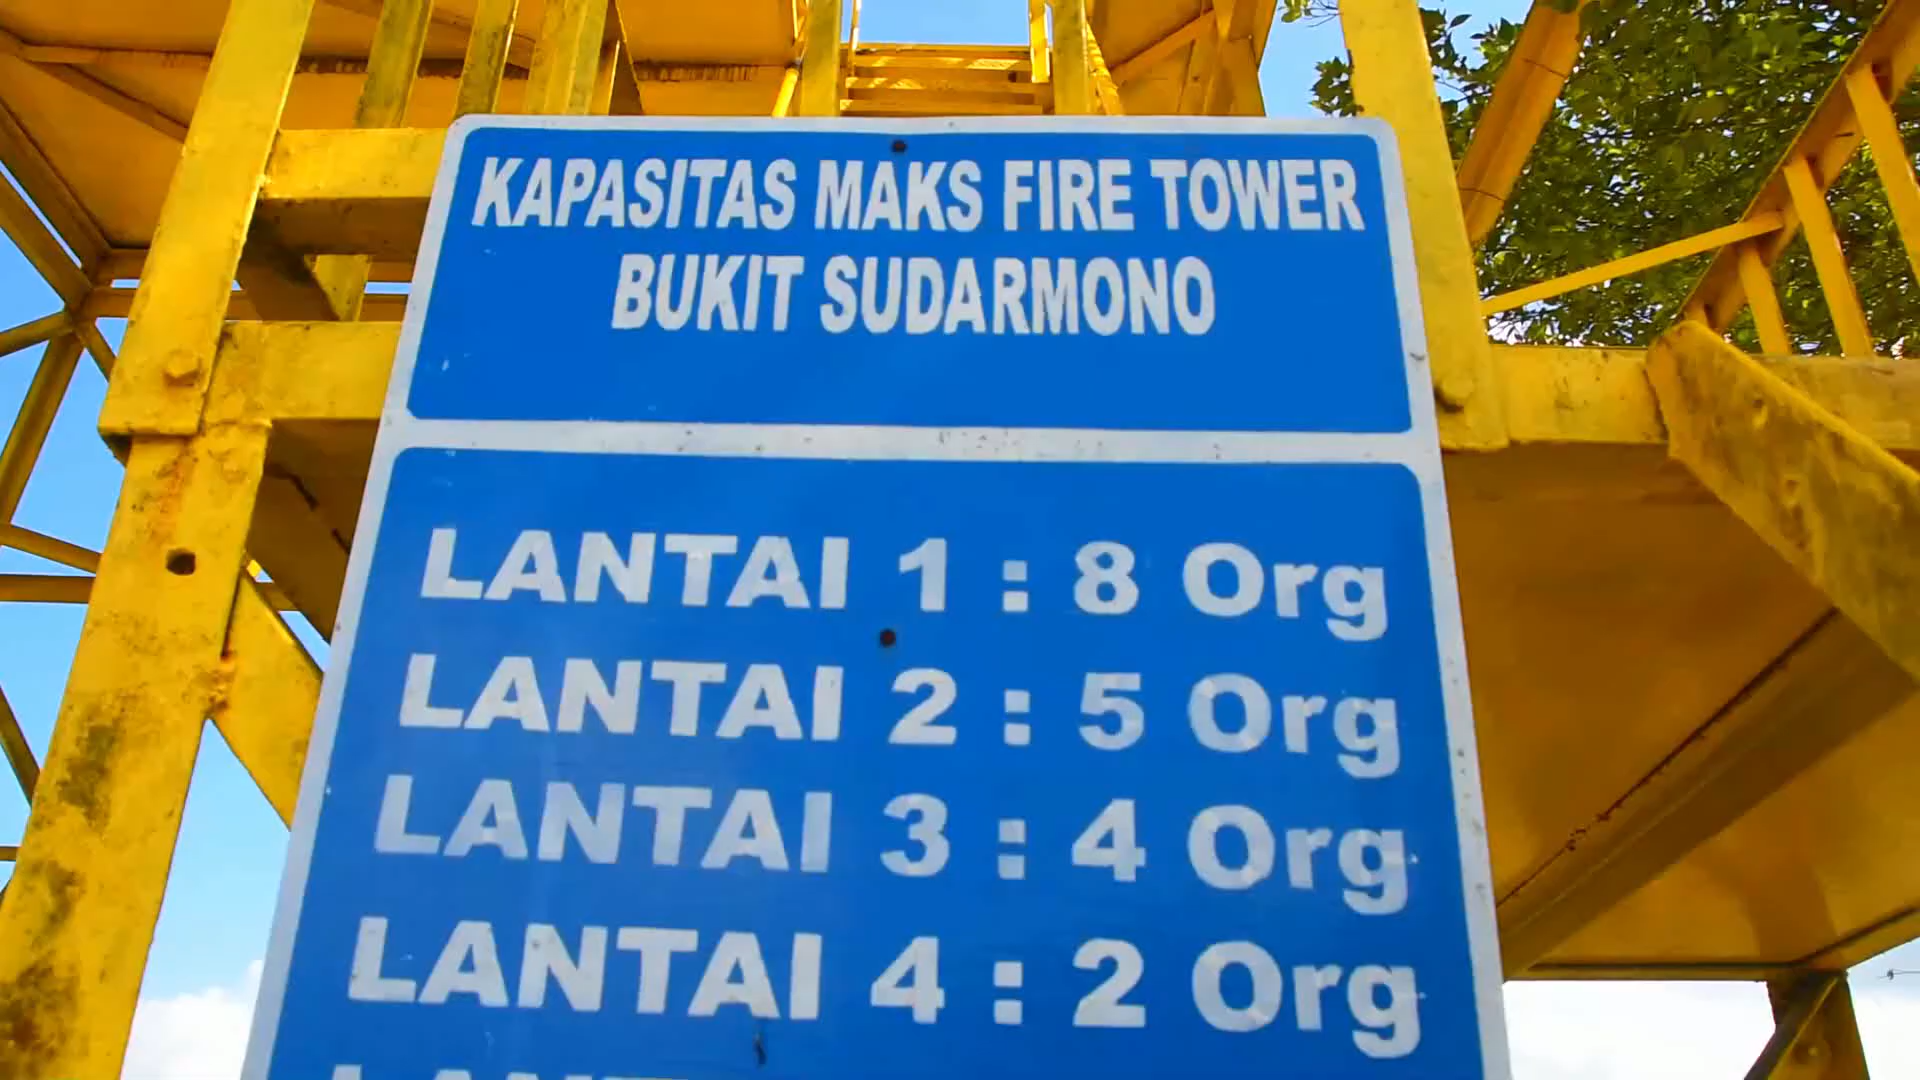 KAPASITAS MAKS FIRE TOWER
BUKIT SUDARMONO
LANTAI 1 : 8 Org
LANTAI 2 : 5 Org
LANTAI 3 : 4 Org
LANTAI 4 : 2 Org